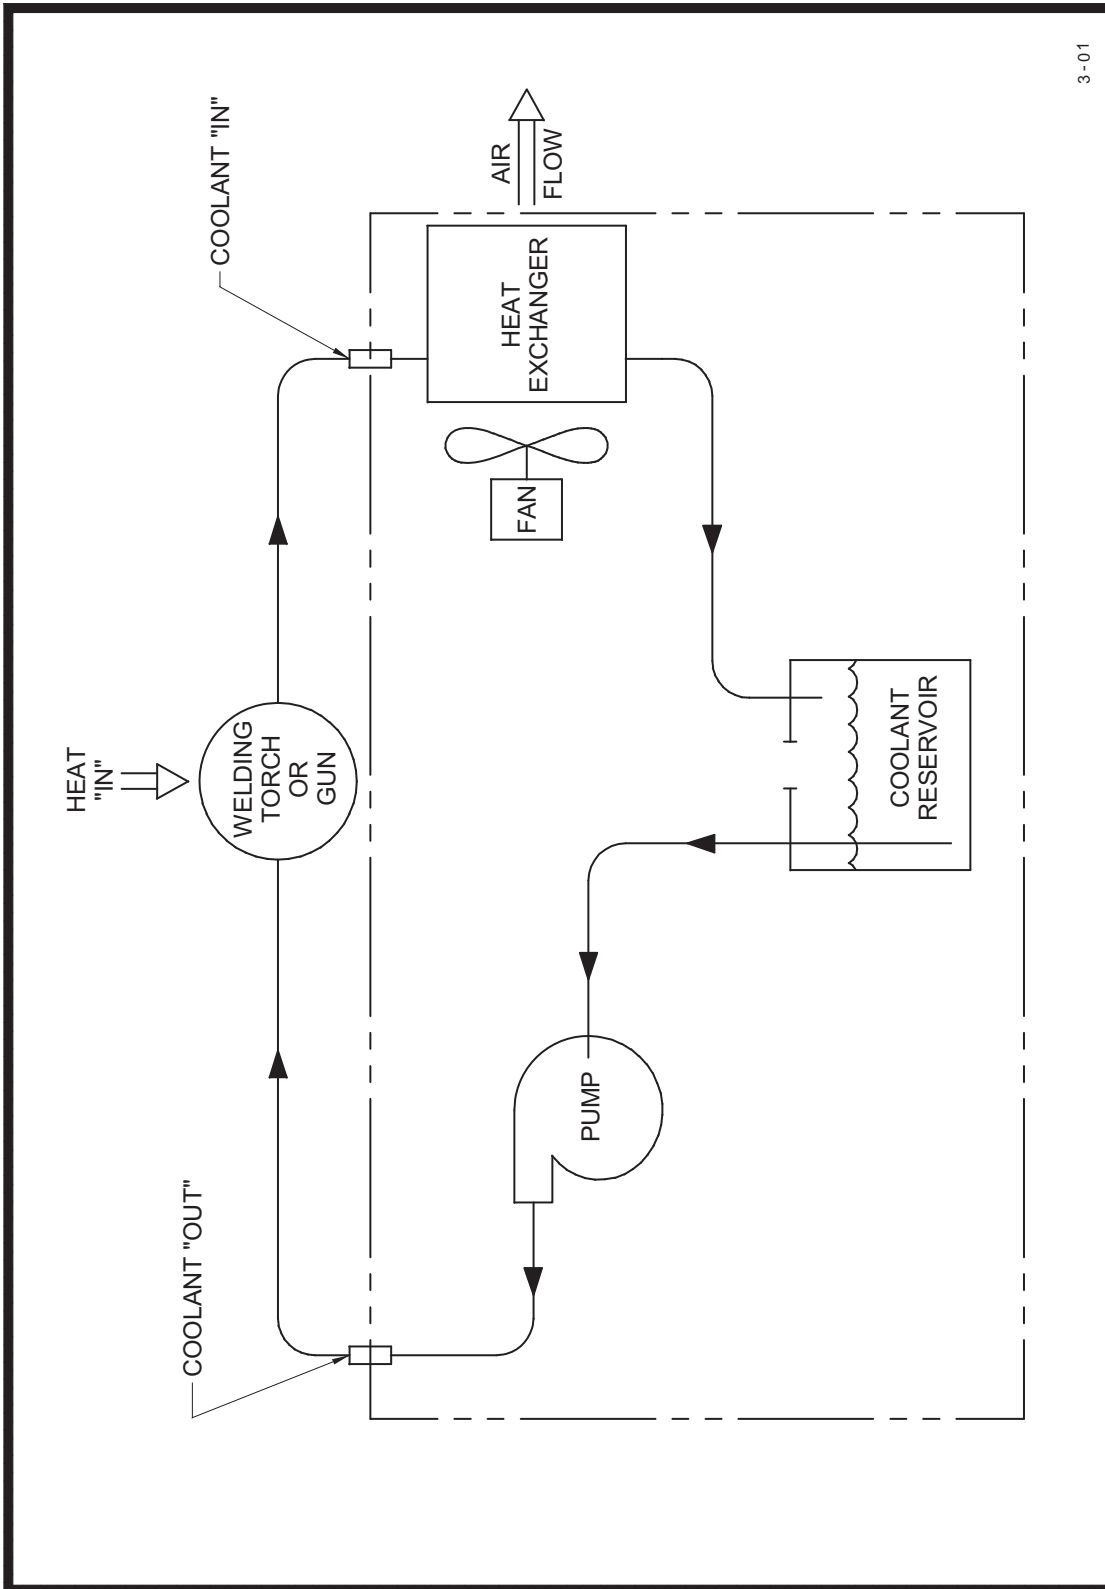 HEAT
"IN"
WELDING
TORCH
OR
GUN
COOLANT "OUT"
COOLANT "IN"
AIR
FLOW
HEAT
EXCHANGER
FAN
PUMP
COOLANT
RESERVOIR
3-01